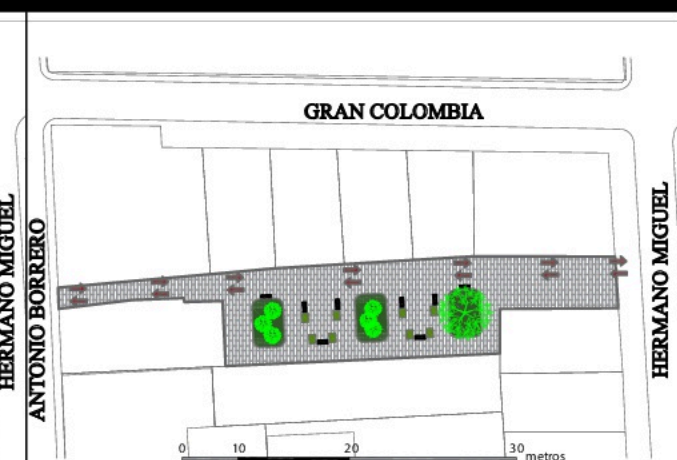 GRAN COLOMBIA
HERMANO MIGUEL
ANTONIO BORRERO
HERMANO MIGUEL
0 10 20 30 metros